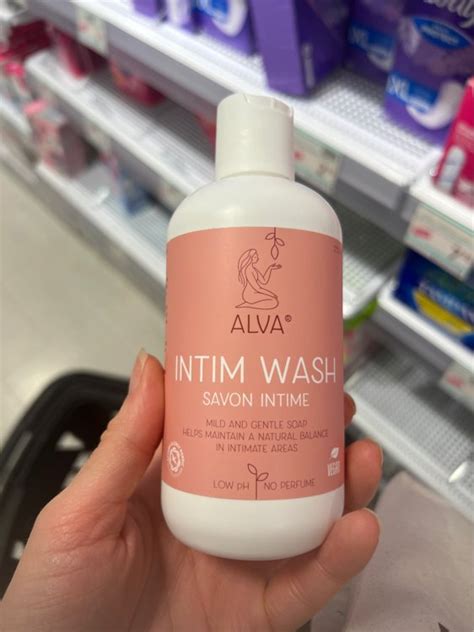 ALVA®
INTIM WASH
SAVON INTIME
MILD AND GENTLE SOAP
HELPS MAINTAIN A NATURAL BALANCE
IN INTIMATE AREAS
VEGAN
LOW pH NO PERFUME
XL